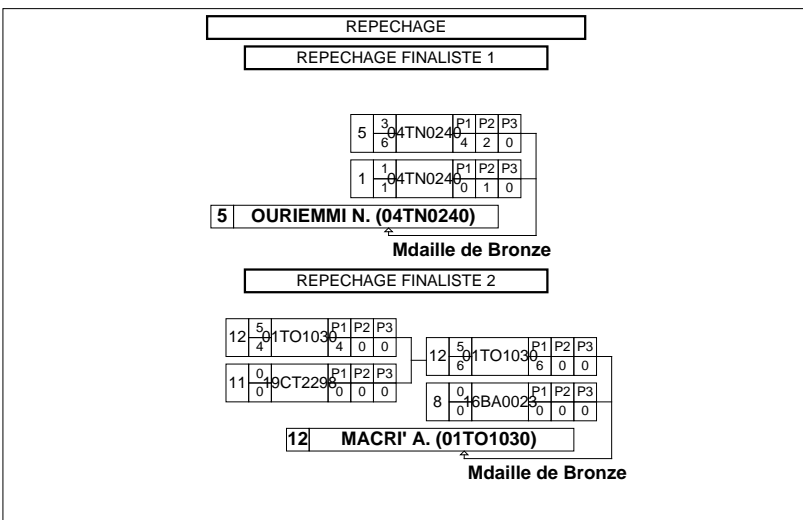 REPECHAGE
REPECHAGE FINALISTE 1
5 3 6 04TN0240 P1 P2 P3 4 2 0
1 1 1 04TN0240 P1 P2 P3 0 1 0
5 OURIEMMI N. (04TN0240)
Mdaille de Bronze
REPECHAGE FINALISTE 2
12 5 4 01TO1030 P1 P2 P3 4 0 0
11 0 0 19CT2298 P1 P2 P3 0 0 0
12 5 6 01TO1030 P1 P2 P3 6 0 0
8 0 0 16BA0023 P1 P2 P3 0 0 0
12 MACRI' A. (01TO1030)
Mdaille de Bronze